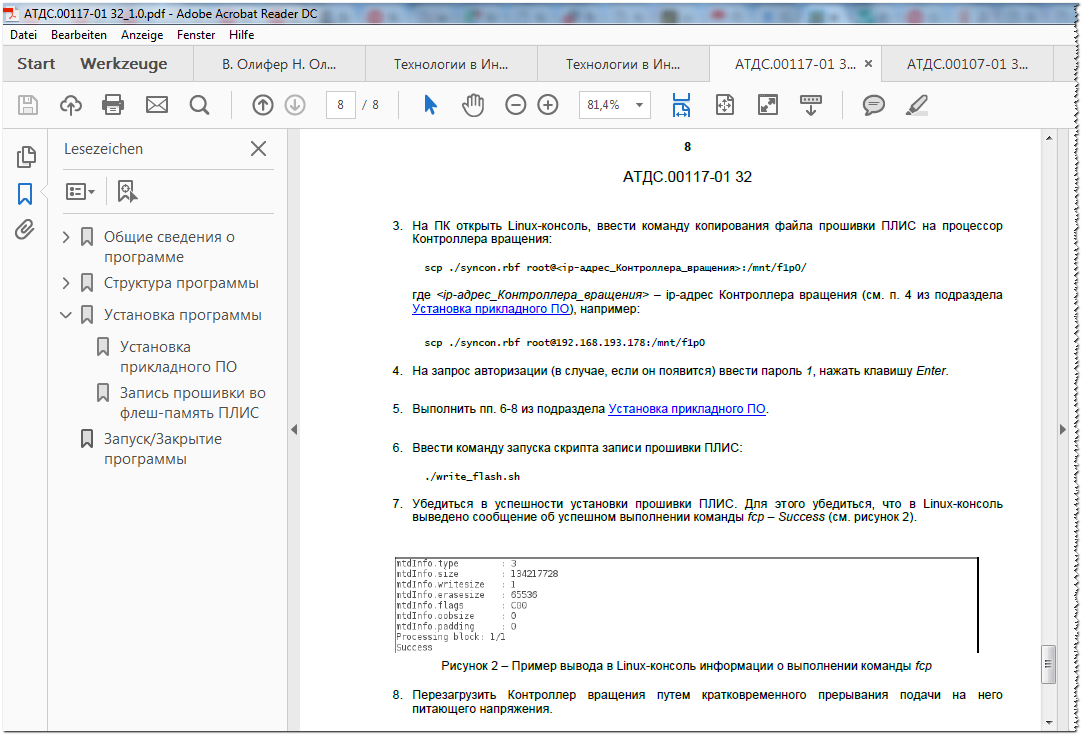 АТДС.00117-01 32_1.0.pdf - Adobe Acrobat Reader DC
Datei Bearbeiten Anzeige Fenster Hilfe
Start Werkzeuge В. Олифер Н. Ол... Технологии в Ин... Технологии в Ин... АТДС.00117-01 3... × АТДС.00107-01 3...
8 / 8 81,4%
Lesezeichen
Общие сведения о
программе
Структура программы
Установка программы
Установка
прикладного ПО
Запись прошивки во
флеш-память ПЛИС
Запуск/Закрытие
программы
8
АТДС.00117-01 32
3. На ПК открыть Linux-консоль, ввести команду копирования файла прошивки ПЛИС на процессор
Контроллера вращения:
scp ./syncon.rbf root@<ip-адрес_Контроллера_вращения>:/mnt/f1p0/
где <ip-адрес_Контроллера_вращения> – ip-адрес Контроллера вращения (см. п. 4 из подраздела
Установка прикладного ПО), например:
scp ./syncon.rbf root@192.168.193.178:/mnt/f1p0
4. На запрос авторизации (в случае, если он появится) ввести пароль 1, нажать клавишу Enter.
5. Выполнить пп. 6-8 из подраздела Установка прикладного ПО.
6. Ввести команду запуска скрипта записи прошивки ПЛИС:
./write_flash.sh
7. Убедиться в успешности установки прошивки ПЛИС. Для этого убедиться, что в Linux-консоль
выведено сообщение об успешном выполнении команды fcp – Success (см. рисунок 2).
mtdInfo.type : 3
mtdInfo.size : 134217728
mtdInfo.writesize : 1
mtdInfo.erasesize : 65536
mtdInfo.flags : C00
mtdInfo.oobsize : 0
mtdInfo.padding : 0
Processing block: 1/1
Success
Рисунок 2 – Пример вывода в Linux-консоль информации о выполнении команды fcp
8. Перезагрузить Контроллер вращения путем кратковременного прерывания подачи на него
питающего напряжения.